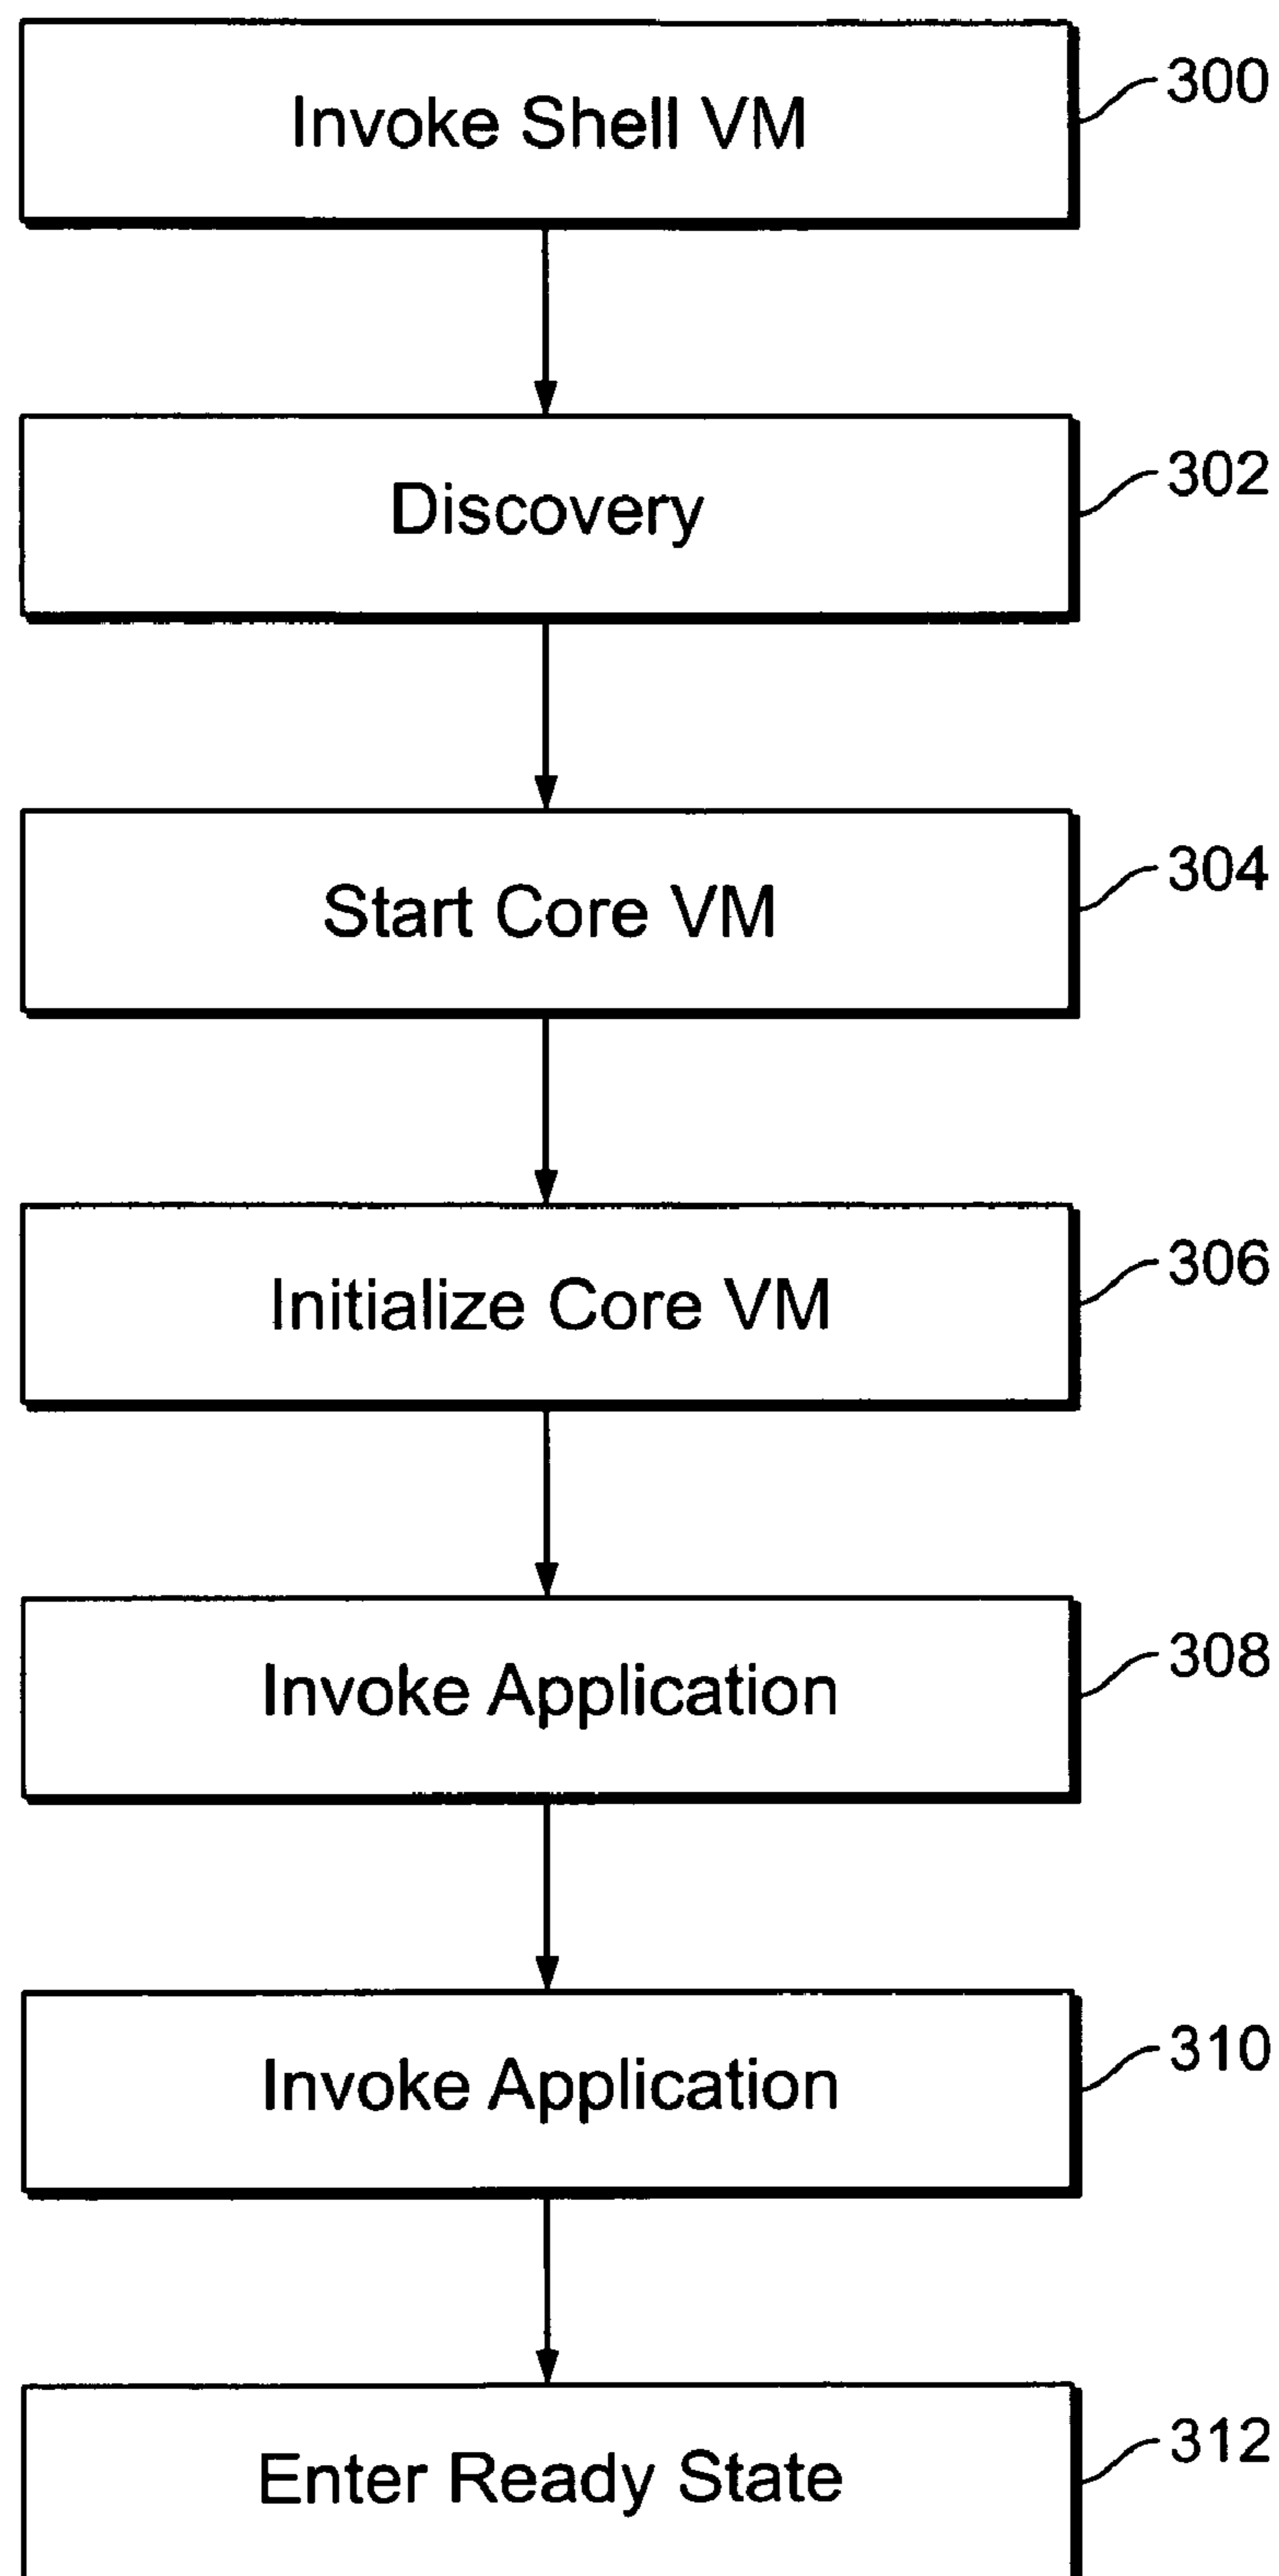 Invoke Shell VM
300
Discovery
302
Start Core VM
304
Initialize Core VM
306
Invoke Application
308
Invoke Application
310
Enter Ready State
312